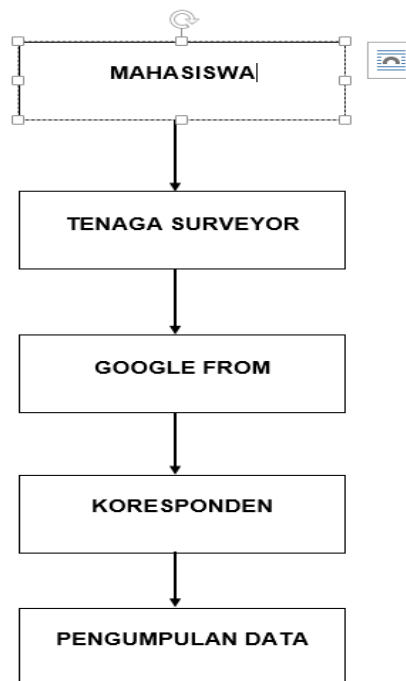 MAHASISWA
TENAGA SURVEYOR
GOOGLE FROM
KORESPONDEN
PENGUMPULAN DATA